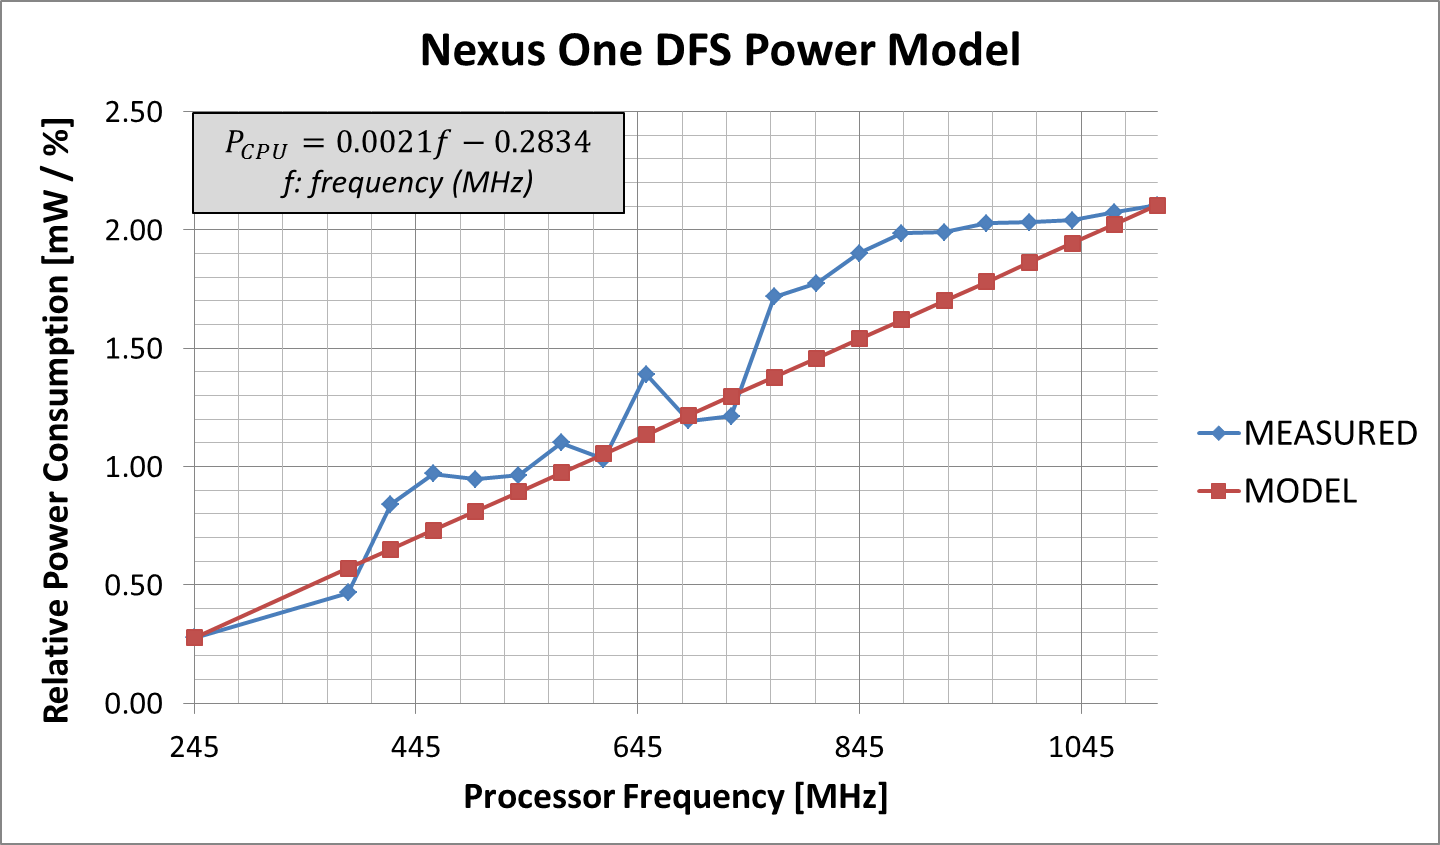 Nexus One DFS Power Model
P_CPU = 0.0021f − 0.2834
f: frequency (MHz)
Relative Power Consumption [mW / %]
2.50
2.00
1.50
1.00
0.50
0.00
245 445 645 845 1045
Processor Frequency [MHz]
MEASURED
MODEL